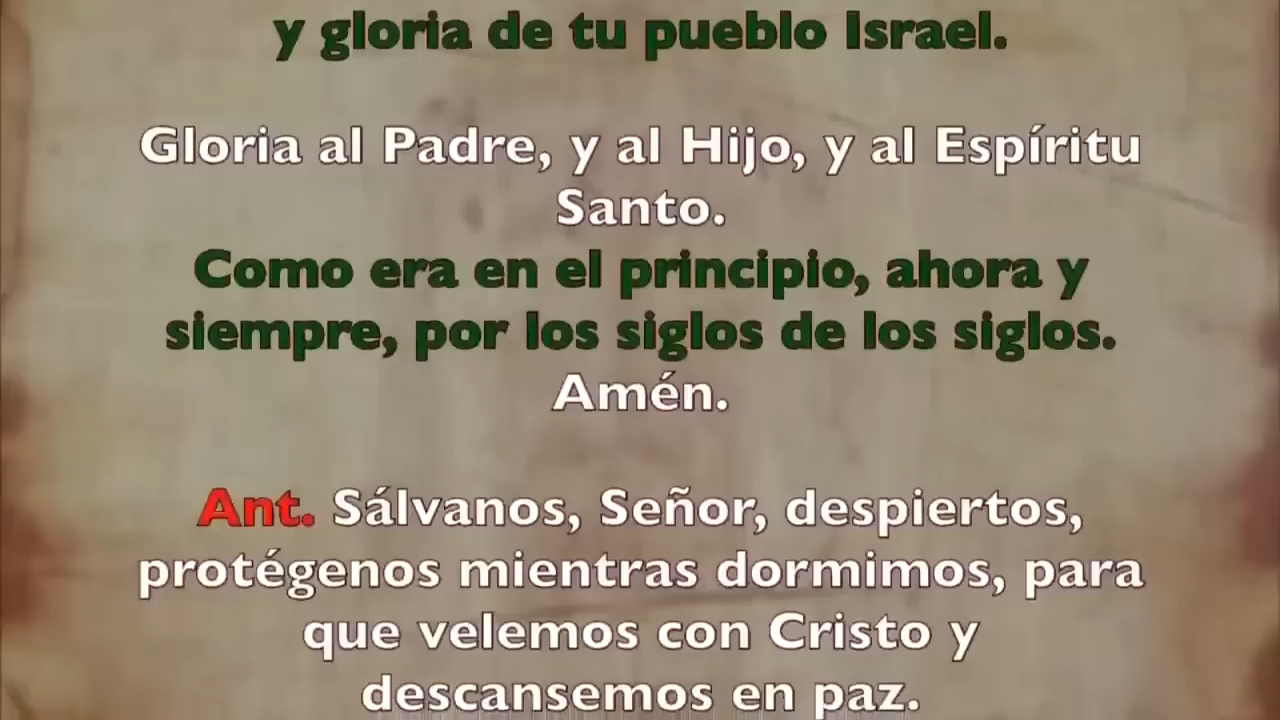 y gloria de tu pueblo Israel.
Gloria al Padre, y al Hijo, y al Espíritu
Santo.
Como era en el principio, ahora y
siempre, por los siglos de los siglos.
Amén.
Ant. Sálvanos, Señor, despiertos,
protégenos mientras dormimos, para
que velemos con Cristo y
descansemos en paz.